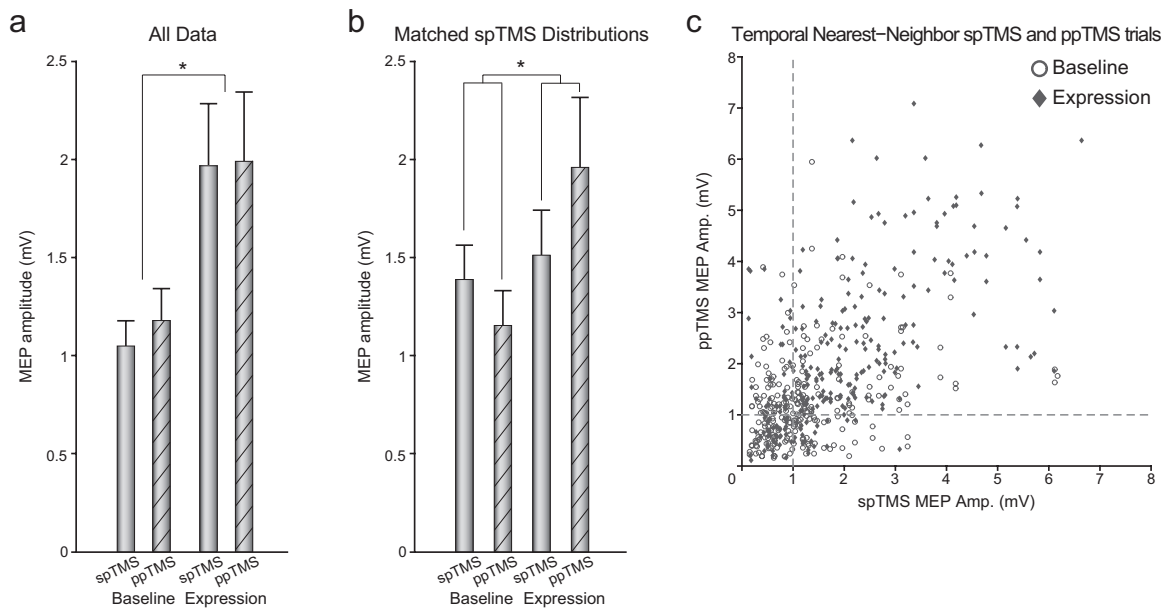 a
All Data
MEP amplitude (mV)
2.5
2
1.5
1
0.5
0
*
spTMS ppTMS spTMS ppTMS
Baseline Expression
b
Matched spTMS Distributions
MEP amplitude (mV)
2.5
2
1.5
1
0.5
0
*
spTMS ppTMS spTMS ppTMS
Baseline Expression
c
Temporal Nearest−Neighbor spTMS and ppTMS trials
Baseline
Expression
ppTMS MEP Amp. (mV)
8
7
6
5
4
3
2
1
0 1 2 3 4 5 6 7 8
spTMS MEP Amp. (mV)